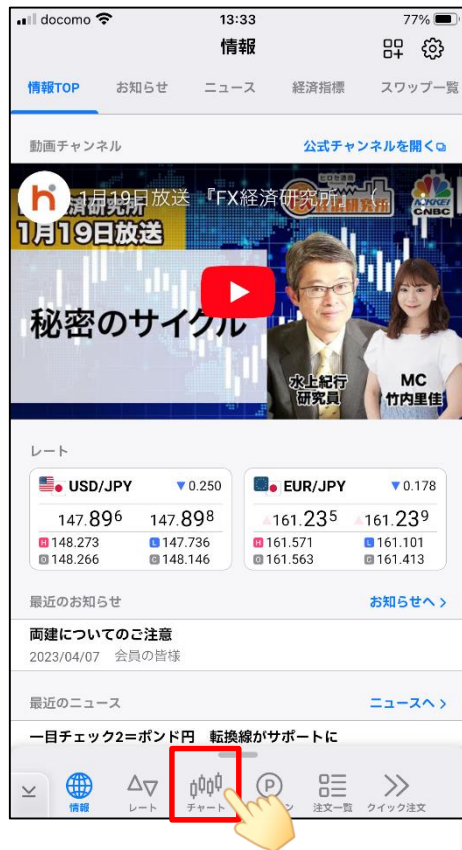 docomo 13:33 77%
情報
情報TOP お知らせ ニュース 経済指標 スワップ一覧
動画チャンネル 公式チャンネルを開く
1月19日放送 『FX経済研究所』
ヒロセ通商
NIKKEI CNBC
1月19日放送
秘密のサイクル
水上紀行
研究員
MC
竹内里佳
レート
USD/JPY ▼0.250 EUR/JPY ▼0.178
147.896 147.898 161.235 161.239
H 148.273 L 147.736 H 161.571 L 161.101
O 148.266 C 148.146 O 161.563 C 161.413
最近のお知らせ お知らせへ >
両建についてのご注意
2023/04/07 会員の皆様
最近のニュース ニュースへ >
一目チェック2=ポンド円 転換線がサポートに
情報 レート チャート ン 注文一覧 クイック注文